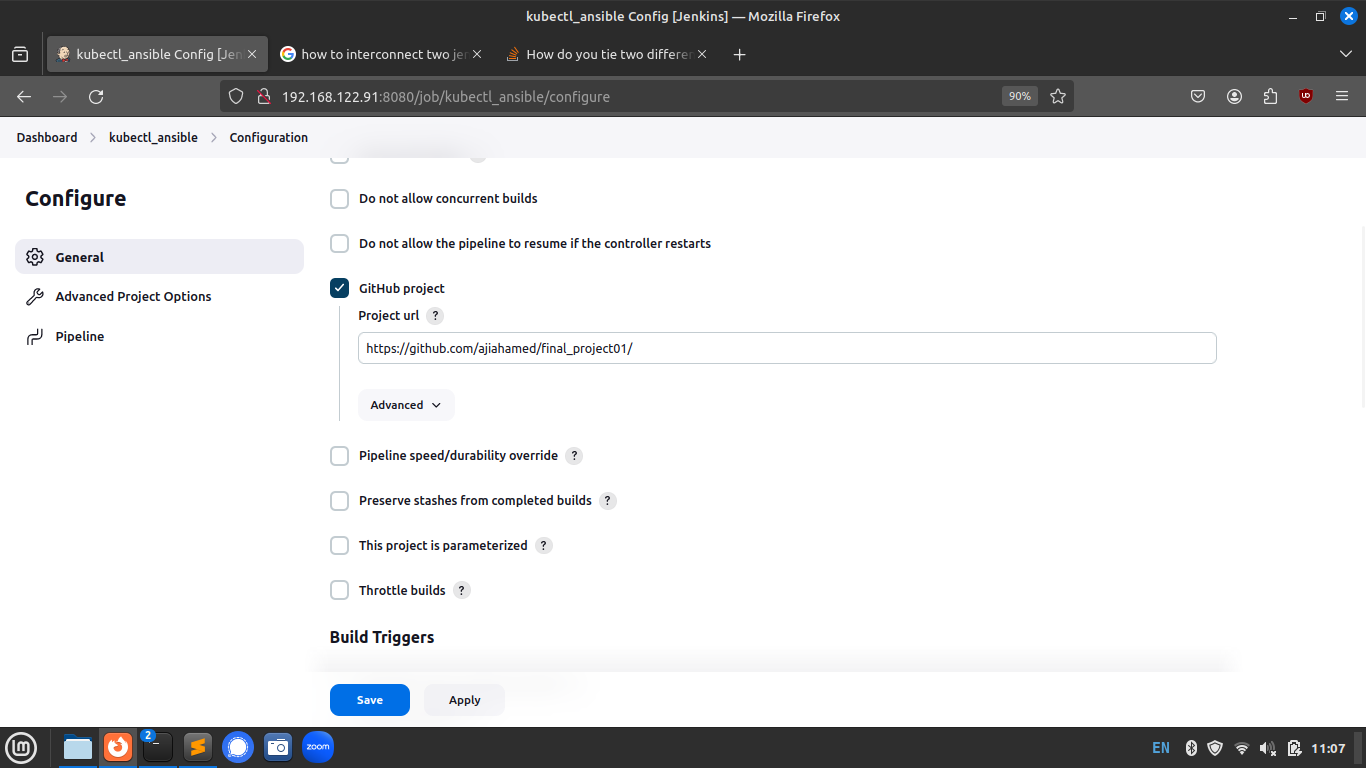 kubectl_ansible Config [Jenkins] — Mozilla Firefox
kubectl_ansible Config [Jen
how to interconnect two je
How do you tie two differen
192.168.122.91:8080/job/kubectl_ansible/configure
90%
Dashboard
kubectl_ansible
Configuration
Configure
General
Advanced Project Options
Pipeline
Do not allow concurrent builds
Do not allow the pipeline to resume if the controller restarts
GitHub project
Project url ?
https://github.com/ajiahamed/final_project01/
Advanced
Pipeline speed/durability override ?
Preserve stashes from completed builds ?
This project is parameterized ?
Throttle builds ?
Build Triggers
Save
Apply
2
zoom
EN
11:07